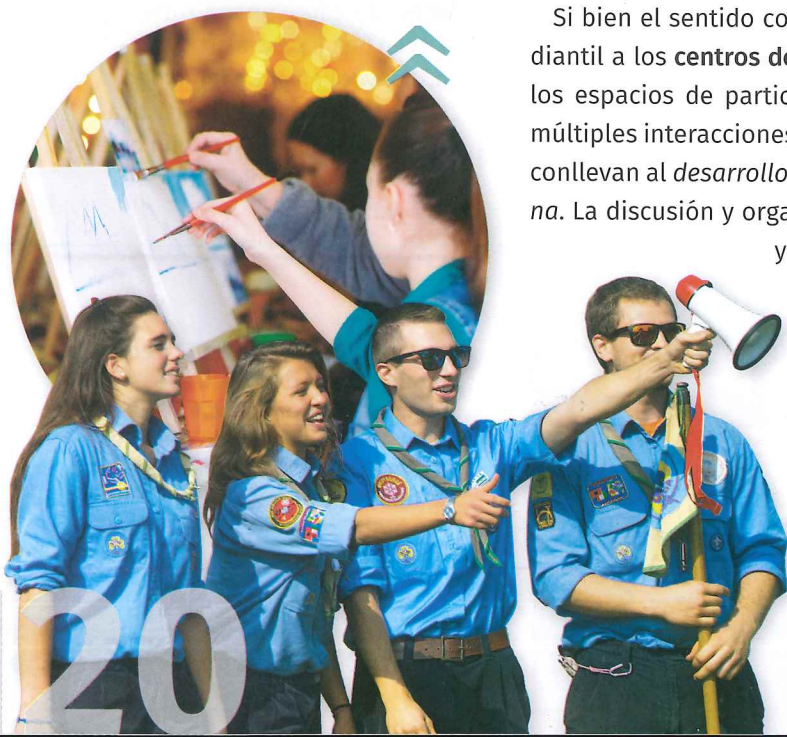 Si bien el sentido co
diantil a los centros de
los espacios de partic
múltiples interacciones
conllevan al desarrollo
na. La discusión y orga
y
20